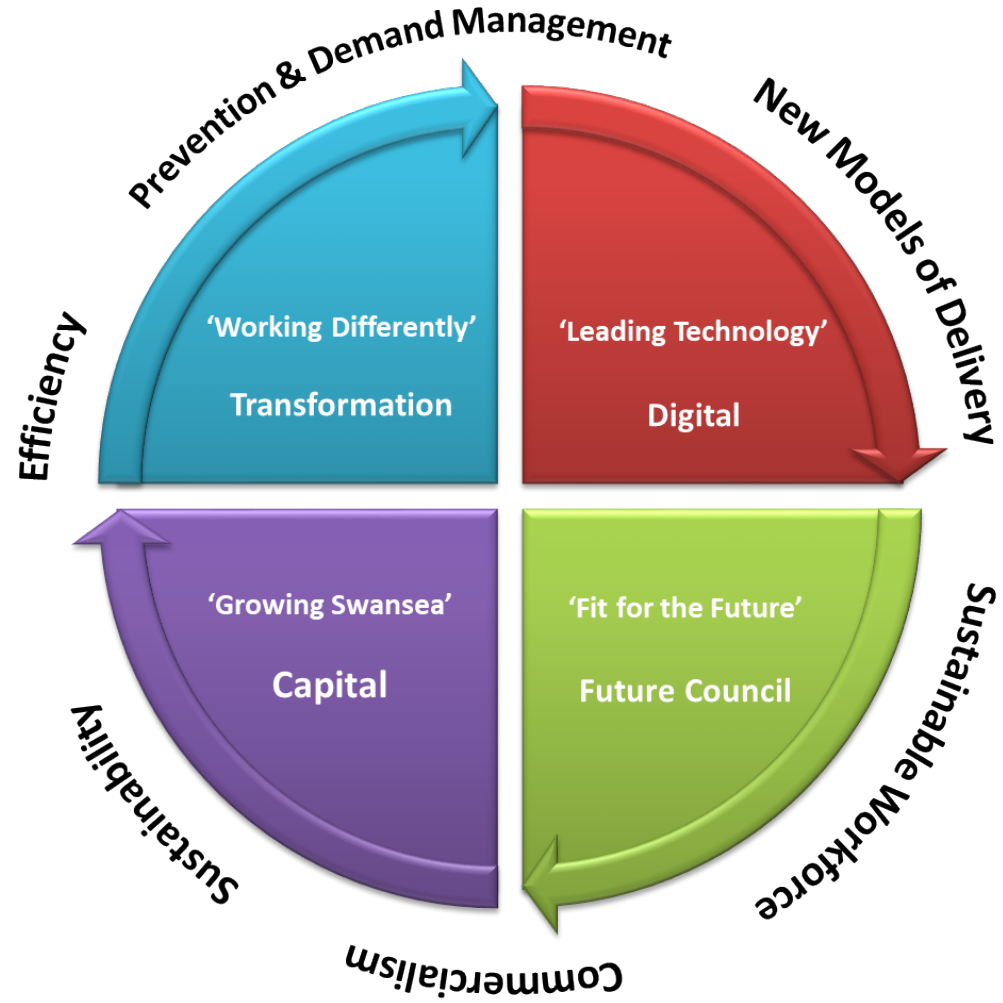 Prevention & Demand Management
New Models of Delivery
Efficiency
‘Working Differently’
Transformation
‘Leading Technology’
Digital
‘Growing Swansea’
Capital
‘Fit for the Future’
Future Council
Sustainable Workforce
Sustainability
Commercialism